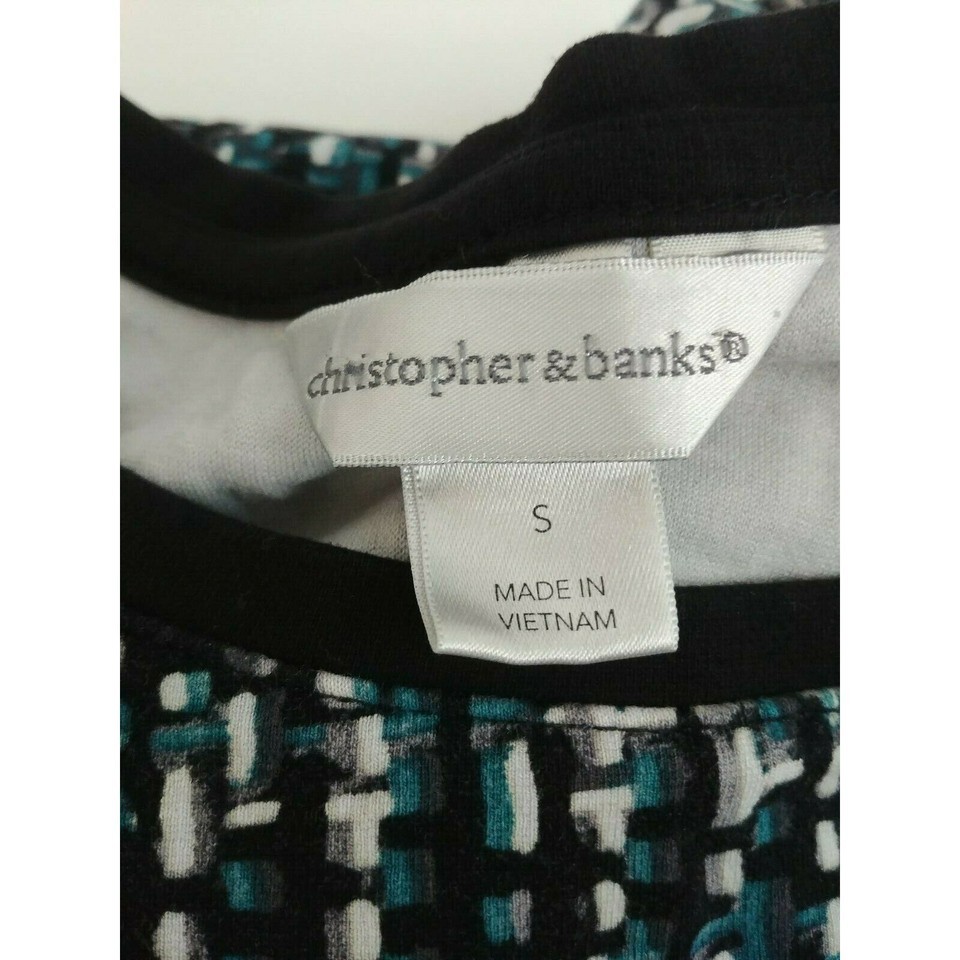 christopher & banks®
S
MADE IN
VIETNAM